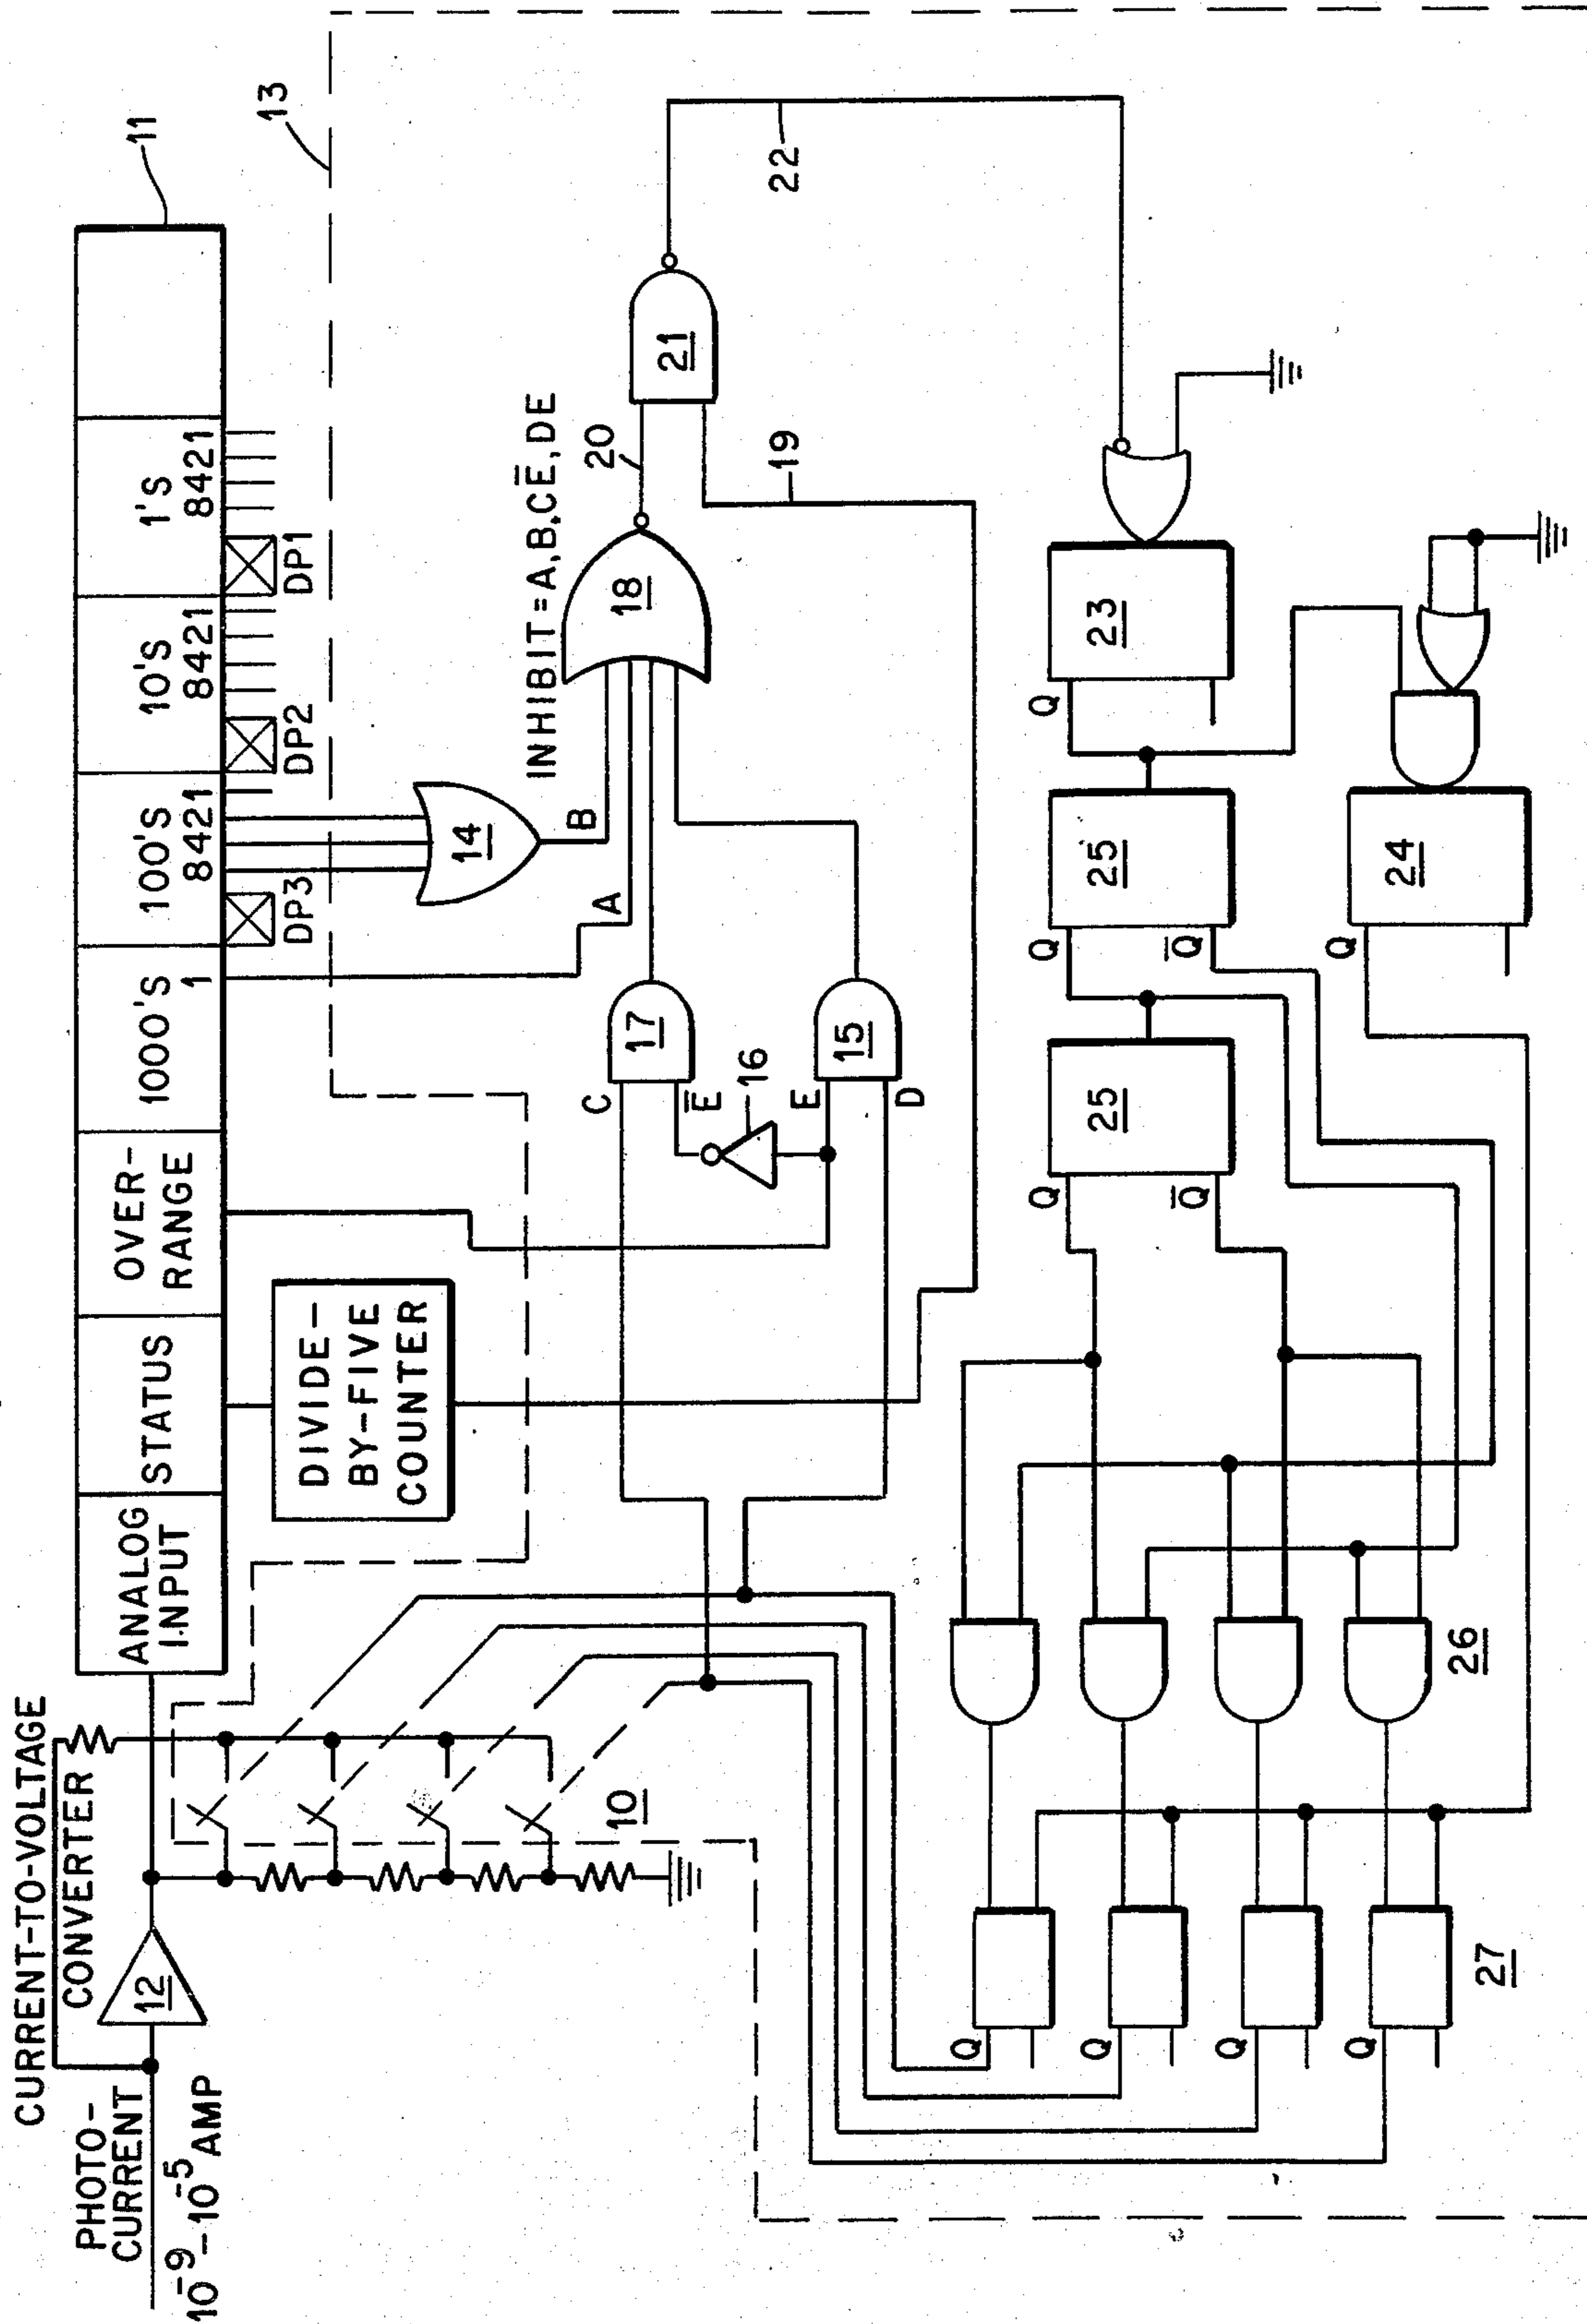 CURRENT-TO-VOLTAGE
CONVERTER
PHOTO-
CURRENT
10⁻⁹-10⁻⁵ AMP
12
ANALOG
INPUT
STATUS
OVER-
RANGE
1000'S
1
100'S
8421
10'S
8421
1'S
8421
11
DP3
DP2
DP1
13
DIVIDE-
BY-FIVE
COUNTER
14
B
A
INHIBIT = A,B,CE̅,DE
18
20
21
22
19
17
C
E̅
16
E
15
D
10
23
Q
25
Q
Q̅
25
Q
Q̅
24
Q
26
27
Q
Q
Q
Q